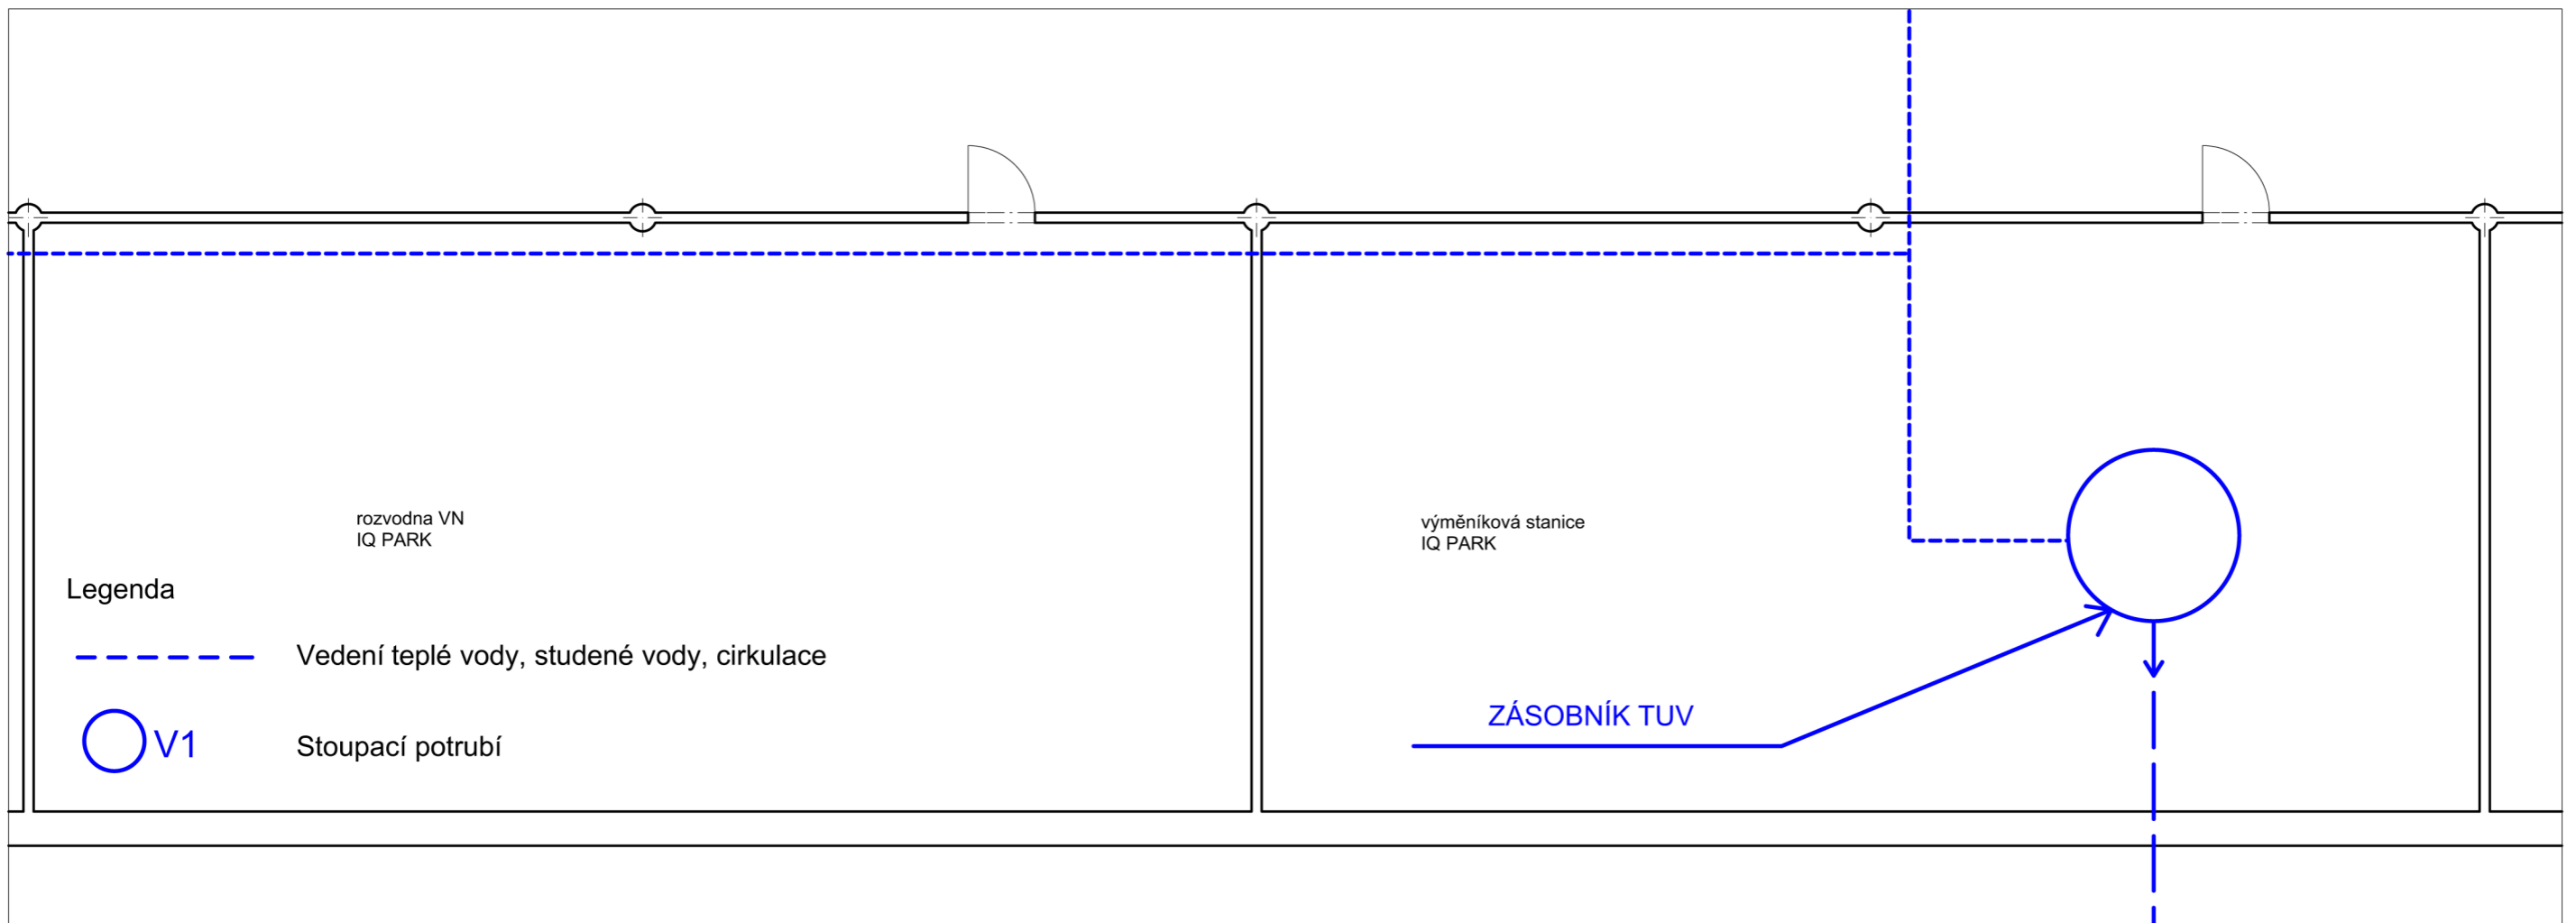 rozvodna VN
IQ PARK
výměníková stanice
IQ PARK
Legenda
Vedení teplé vody, studené vody, cirkulace
V1
Stoupací potrubí
ZÁSOBNÍK TUV